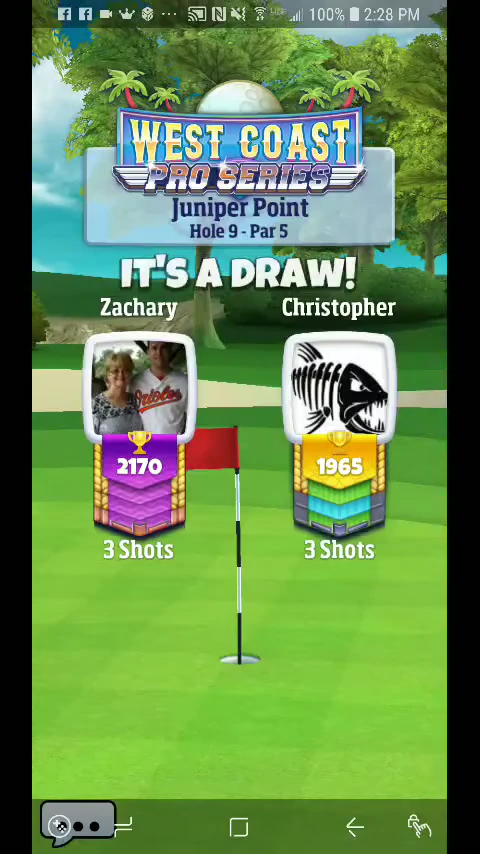 100% 2:28 PM
WEST COAST
PRO SERIES
Juniper Point
Hole 9 - Par 5
IT'S A DRAW!
Zachary Christopher
Orioles
2170 1965
3 Shots 3 Shots